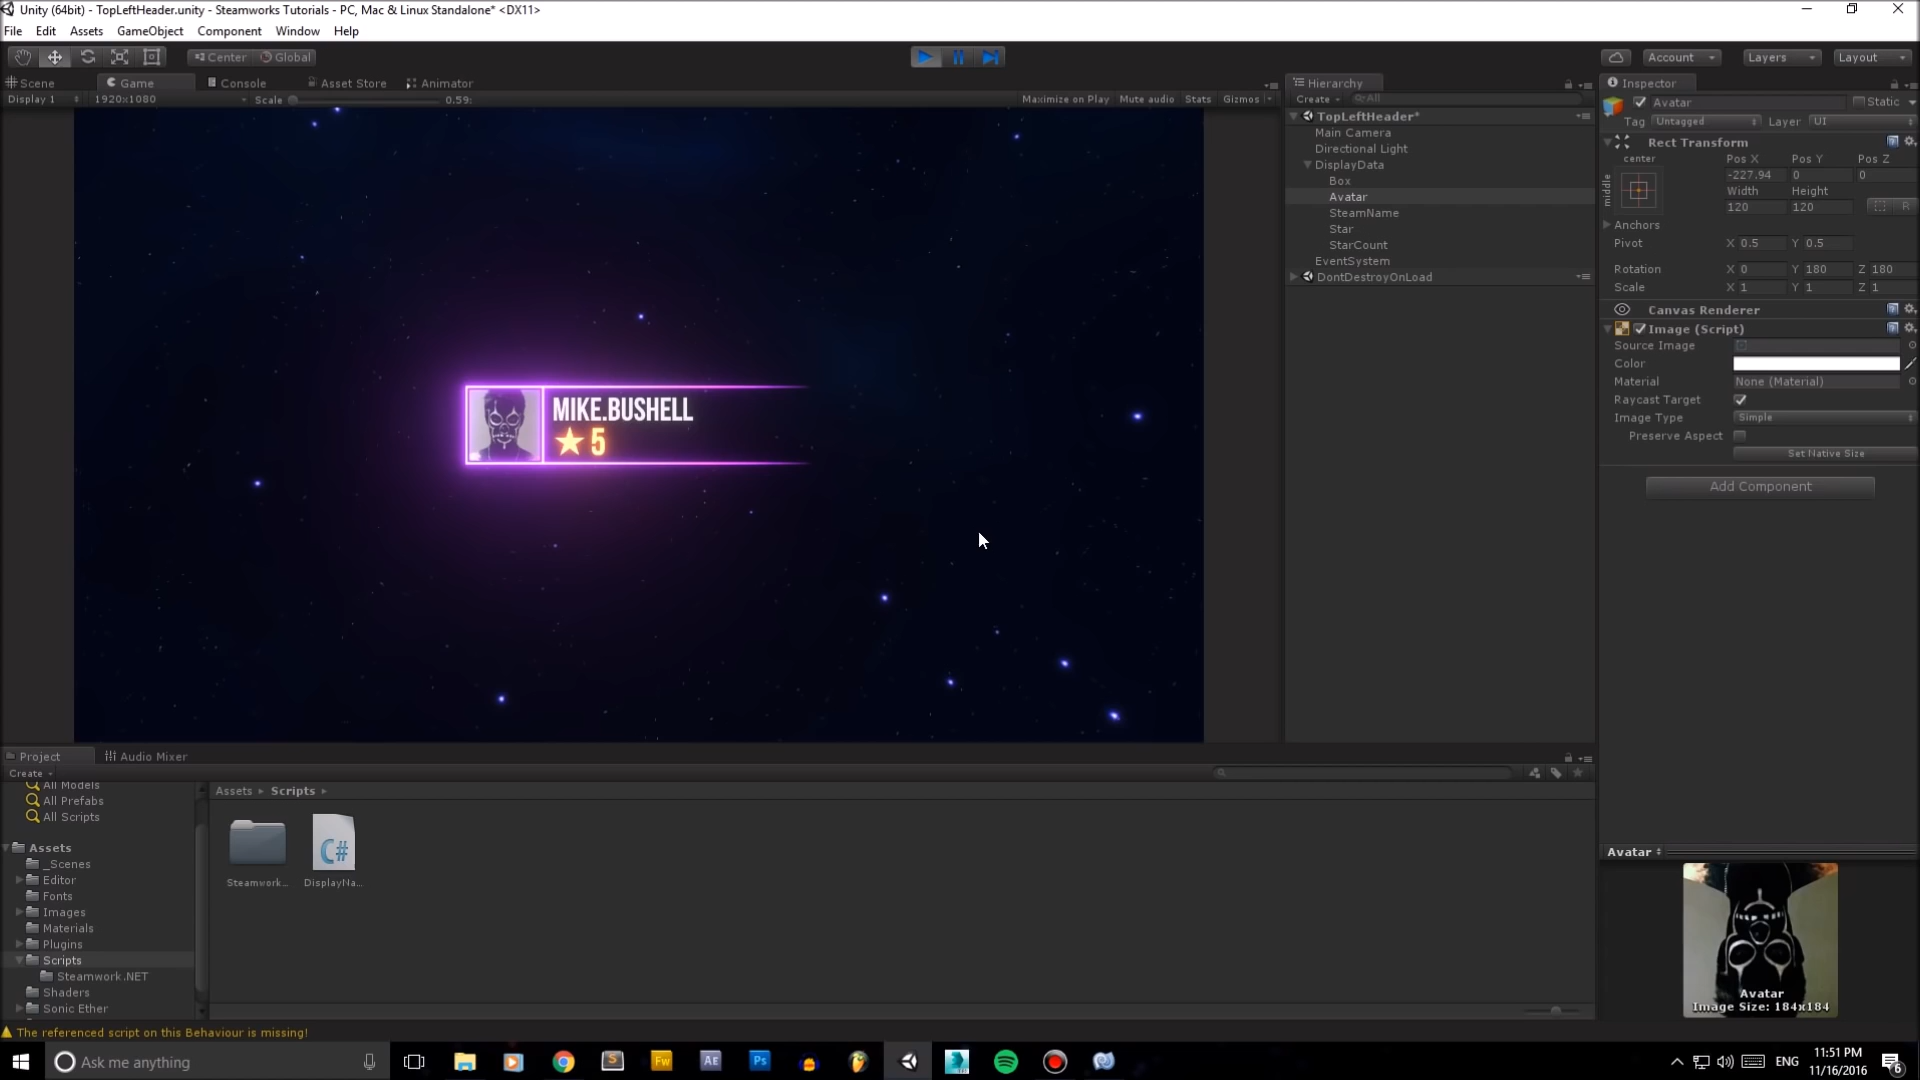 Unity (64bit) - TopLeftHeader.unity - Steamworks Tutorials - PC, Mac & Linux Standalone* <DX11>
File Edit Assets GameObject Component Window Help
Center Global Account Layers Layout
Scene Game Console Asset Store Animator
Display 1 1920x1080 Scale 0.59: Maximize on Play Mute audio Stats Gizmos
MIKE.BUSHELL
5
Hierarchy
Create All
TopLeftHeader*
Main Camera
Directional Light
DisplayData
Box
Avatar
SteamName
Star
StarCount
EventSystem
DontDestroyOnLoad
Inspector
Avatar Static
Tag Untagged Layer UI
Rect Transform
center Pos X Pos Y Pos Z
middle -227.94 0 0
Width Height
120 120 R
Anchors
Pivot X 0.5 Y 0.5
Rotation X 0 Y 180 Z 180
Scale X 1 Y 1 Z 1
Canvas Renderer
Image (Script)
Source Image
Color
Material None (Material)
Raycast Target
Image Type Simple
Preserve Aspect
Set Native Size
Add Component
Avatar
Avatar
Image Size: 184x184
Project Audio Mixer
Create
All Models
All Prefabs
All Scripts
Assets
_Scenes
Editor
Fonts
Images
Materials
Plugins
Scripts
Steamwork.NET
Shaders
Sonic Ether
Assets Scripts
Steamwork...
C#
DisplayNa...
The referenced script on this Behaviour is missing!
Ask me anything
S Fw Ae Ps
ENG
11:51 PM
11/16/2016
6